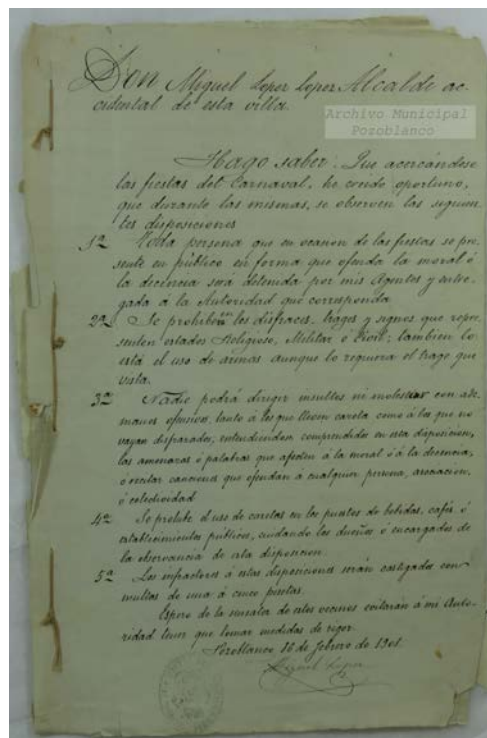 Don Miguel Lopez Lopez Alcalde ac-
cidental de esta villa.
Archivo Municipal
Pozoblanco
Hago saber: Que acercándose
las fiestas del Carnaval, he creido oportuno,
que durante las mismas, se observen las siguien-
tes disposiciones
1ª Toda persona que en ocasion de las fiestas se pre-
sente en público en forma que ofenda la moral ó
la decencia será detenida por mis Agentes y entre-
gada á la Autoridad que corresponda
2ª Se prohiben los disfraces, trages y signos que repre-
senten estados Religioso, Militar ó Civil; tambien lo
está el uso de armas aunque lo requiera el trage que
vista.
3ª Nadie podrá dirigir insultos ni molestar con ade-
manes ofensivos, tanto á los que lleven careta como á los que no
vayan disfrazados, entendiendose comprendidos en esta disposicion,
las amenazas ó palabras que afecten á la moral ó á la decencia,
ó recitar canciones que ofendan á cualquier persona, asociacion,
ó colectividad
4ª Se prohibe el uso de caretas en los puestos de bebidas, cafés ó
establecimientos publicos, cuidando los dueños ó encargados de
la observancia de esta disposicion.
5ª Los infractores á estas disposiciones serán castigados con
multas de una á cinco pesetas.
Espero de la sensatez de estos vecinos evitarán á mi Auto-
ridad tener que tomar medidas de rigor.
Pozoblanco 16 de febrero de 1901.
Miguel Lopez